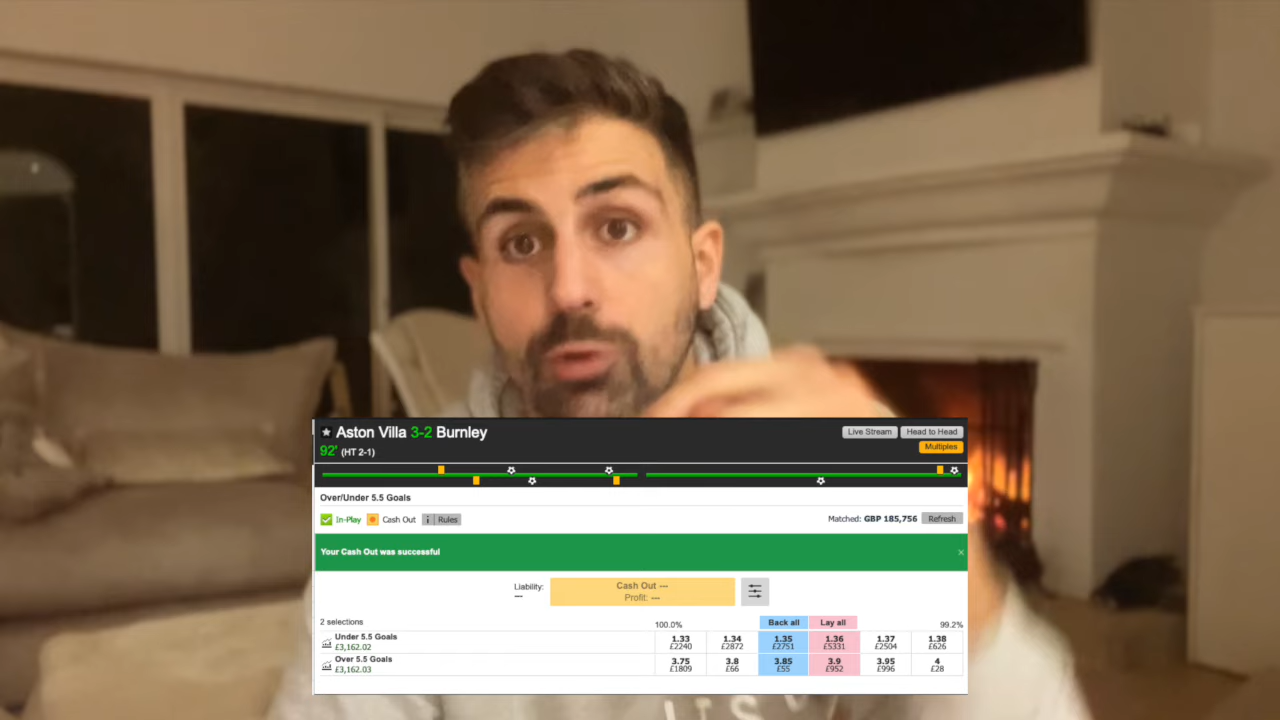 Aston Villa 3-2 Burnley
Live Stream Head to Head
92' (HT 2-1)
Multiples
Over/Under 5.5 Goals
In-Play Cash Out i Rules
Matched: GBP 185,756 Refresh
Your Cash Out was successful ×
Liability: ---
Cash Out ---
Profit: ---
2 selections 100.0% Back all Lay all 99.2%
Under 5.5 Goals 1.33 1.34 1.35 1.36 1.37 1.38
£3,162.02 £2240 £2872 £2751 £5331 £2504 £626
Over 5.5 Goals 3.75 3.8 3.85 3.9 3.95 4
£3,162.03 £1809 £66 £55 £952 £996 £28